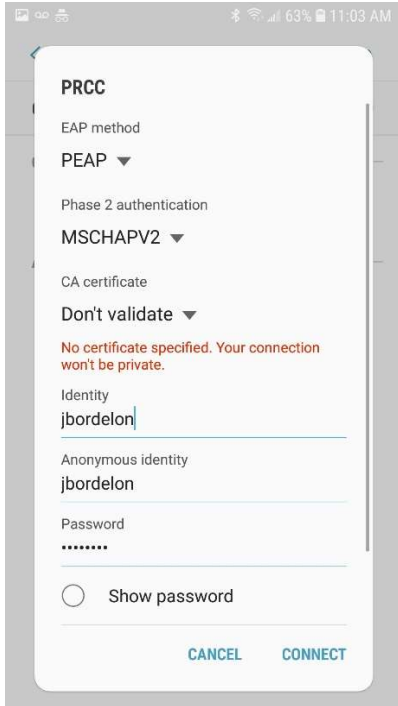 63% 11:03 AM
PRCC
EAP method
PEAP
Phase 2 authentication
MSCHAPV2
CA certificate
Don't validate
No certificate specified. Your connection
won't be private.
Identity
jbordelon
Anonymous identity
jbordelon
Password
••••••••
Show password
CANCEL CONNECT